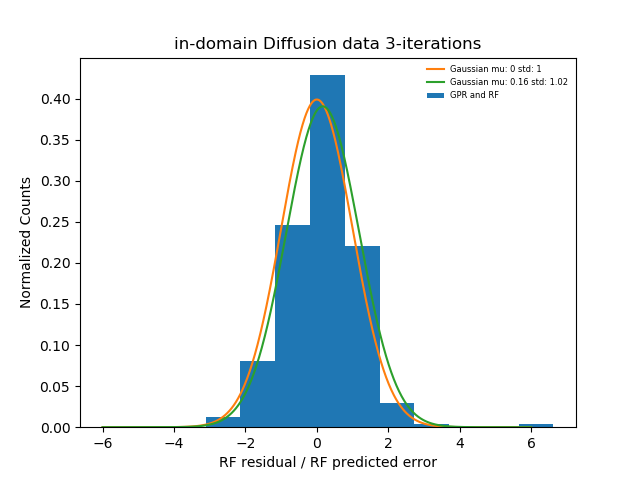 in-domain Diffusion data 3-iterations
Gaussian mu: 0 std: 1
Gaussian mu: 0.16 std: 1.02
GPR and RF
Normalized Counts
0.40
0.35
0.30
0.25
0.20
0.15
0.10
0.05
0.00
−6 −4 −2 0 2 4 6
RF residual / RF predicted error